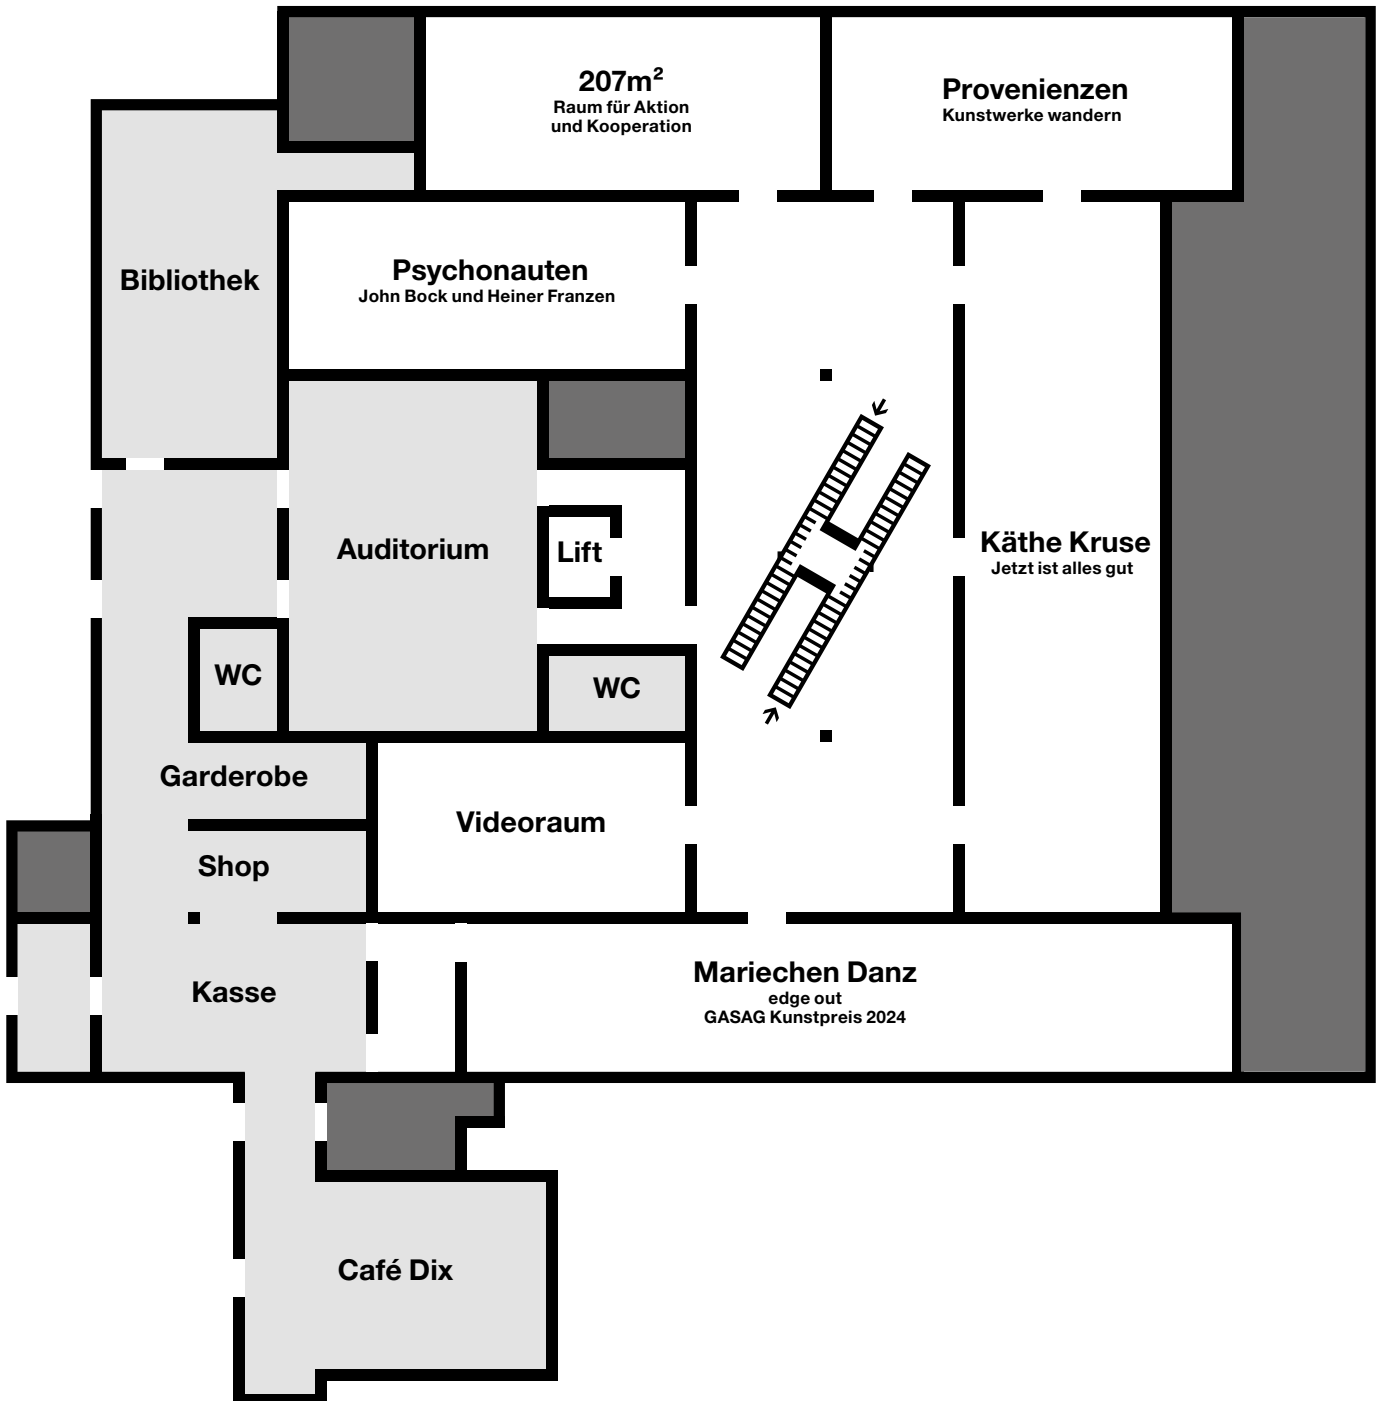 207m²
Raum für Aktion
und Kooperation
Provenienzen
Kunstwerke wandern
Bibliothek
Psychonauten
John Bock und Heiner Franzen
Auditorium
Lift
Käthe Kruse
Jetzt ist alles gut
WC
WC
Garderobe
Videoraum
Shop
Kasse
Mariechen Danz
edge out
GASAG Kunstpreis 2024
Café Dix